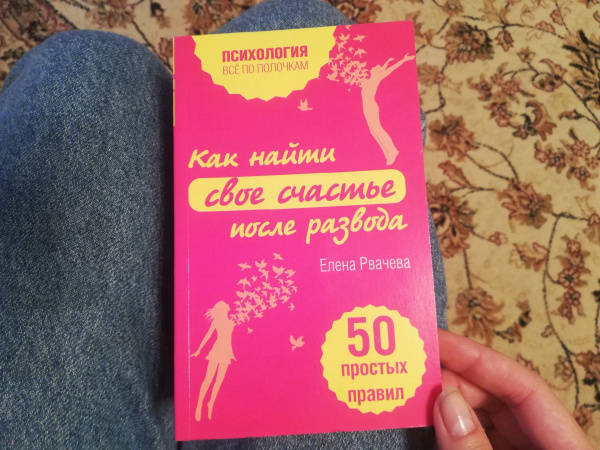 ПСИХОЛОГИЯ
ВСЁ ПО ПОЛОЧКАМ
Как найти
свое счастье
после развода
Елена Рвачева
50
простых
правил